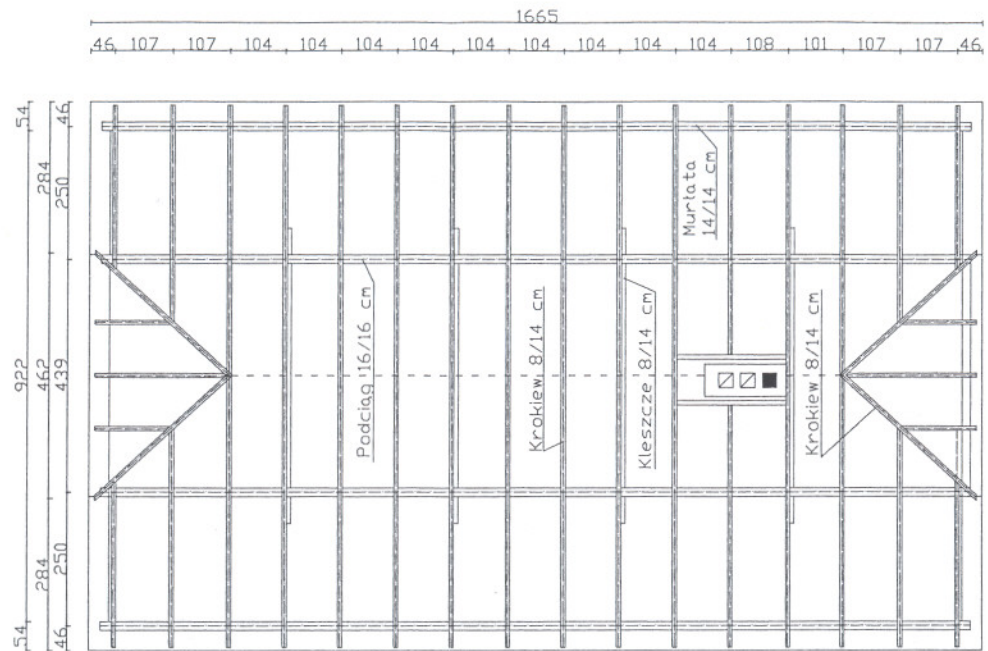 1665
46 107 107 104 104 104 104 104 104 104 104 104 108 101 107 107 46
54 922 54
284 462 284
46 250 439 250 46
Murłata
14/14 cm
Podciąg 16/16 cm
Krokiew 8/14 cm
Kleszcze 8/14 cm
Krokiew 8/14 cm